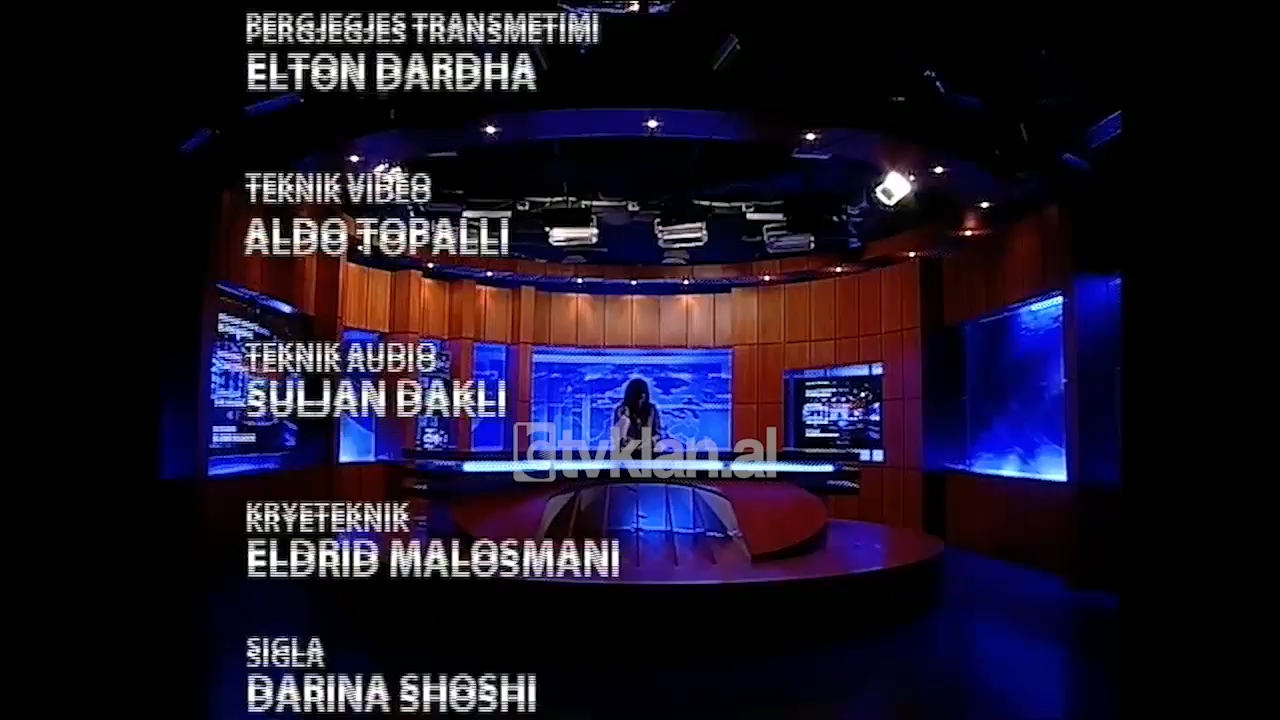 PERGJEGJES TRANSMETIMI
ELTON DARDHA
TEKNIK VIDEO
ALDO TOPALLI
TEKNIK AUDIO
SULJAN DAKLI
tvklan.al
KRYETEKNIK
ELDRID MALOSMANI
SIGLA
DARINA SHOSHI